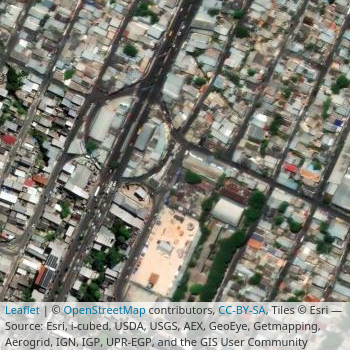 Leaflet | © OpenStreetMap contributors, CC-BY-SA, Tiles © Esri —
Source: Esri, i-cubed, USDA, USGS, AEX, GeoEye, Getmapping,
Aerogrid, IGN, IGP, UPR-EGP, and the GIS User Community